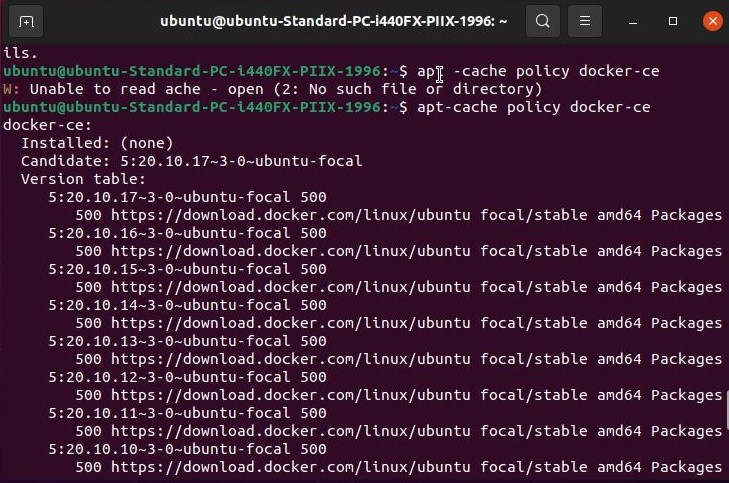 ubuntu@ubuntu-Standard-PC-i440FX-PIIX-1996: ~
ils.
ubuntu@ubuntu-Standard-PC-i440FX-PIIX-1996:~$ apt -cache policy docker-ce
W: Unable to read ache - open (2: No such file or directory)
ubuntu@ubuntu-Standard-PC-i440FX-PIIX-1996:~$ apt-cache policy docker-ce
docker-ce:
  Installed: (none)
  Candidate: 5:20.10.17~3-0~ubuntu-focal
  Version table:
     5:20.10.17~3-0~ubuntu-focal 500
        500 https://download.docker.com/linux/ubuntu focal/stable amd64 Packages
     5:20.10.16~3-0~ubuntu-focal 500
        500 https://download.docker.com/linux/ubuntu focal/stable amd64 Packages
     5:20.10.15~3-0~ubuntu-focal 500
        500 https://download.docker.com/linux/ubuntu focal/stable amd64 Packages
     5:20.10.14~3-0~ubuntu-focal 500
        500 https://download.docker.com/linux/ubuntu focal/stable amd64 Packages
     5:20.10.13~3-0~ubuntu-focal 500
        500 https://download.docker.com/linux/ubuntu focal/stable amd64 Packages
     5:20.10.12~3-0~ubuntu-focal 500
        500 https://download.docker.com/linux/ubuntu focal/stable amd64 Packages
     5:20.10.11~3-0~ubuntu-focal 500
        500 https://download.docker.com/linux/ubuntu focal/stable amd64 Packages
     5:20.10.10~3-0~ubuntu-focal 500
        500 https://download.docker.com/linux/ubuntu focal/stable amd64 Packages